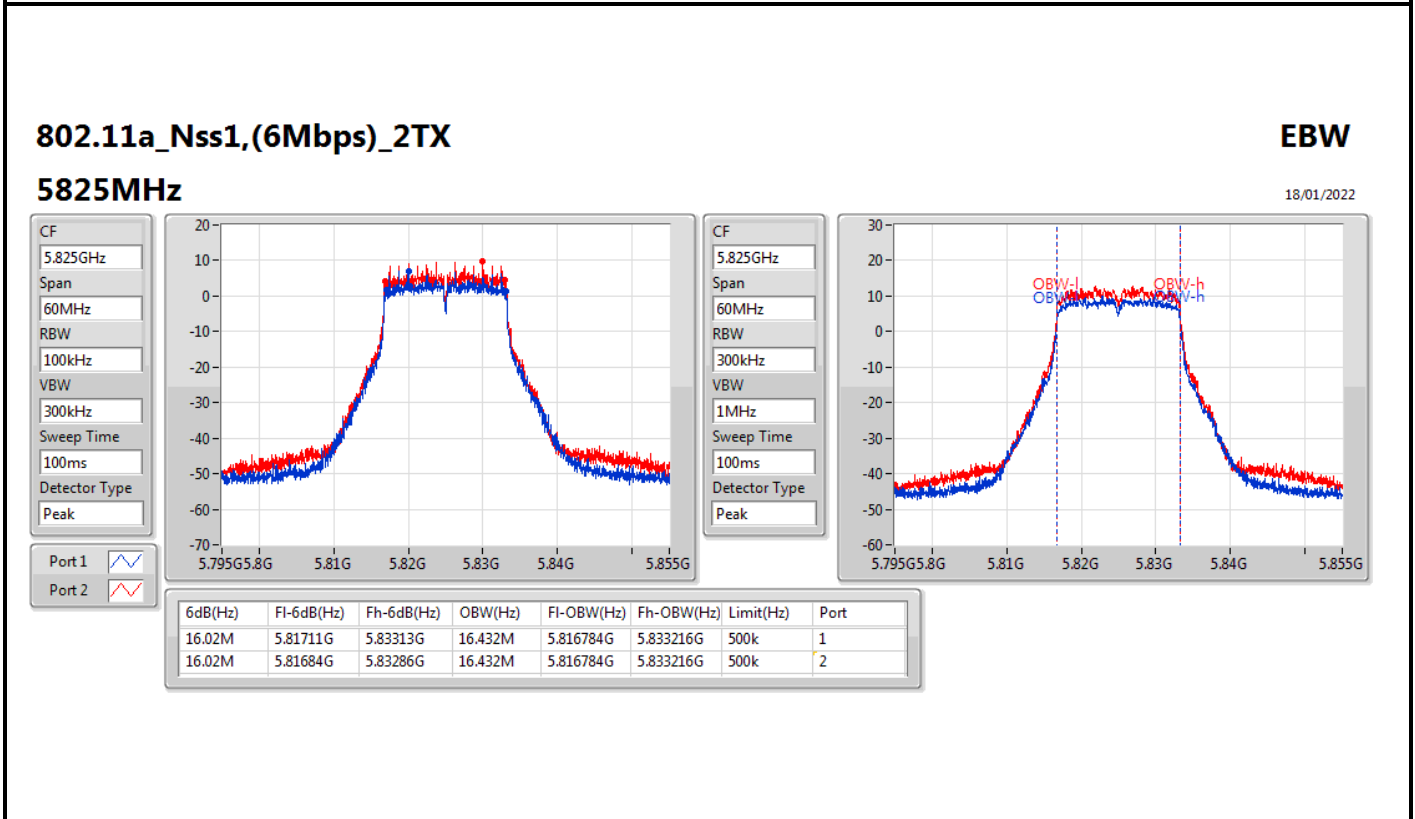 802.11a_Nss1,(6Mbps)_2TX
EBW
5825MHz
18/01/2022
CF
5.825GHz
Span
60MHz
RBW
100kHz
VBW
300kHz
Sweep Time
100ms
Detector Type
Peak
Port 1
Port 2
20
10
0
-10
-20
-30
-40
-50
-60
-70
5.795G 5.8G 5.81G 5.82G 5.83G 5.84G 5.855G
CF
5.825GHz
Span
60MHz
RBW
300kHz
VBW
1MHz
Sweep Time
100ms
Detector Type
Peak
30
20
10
0
-10
-20
-30
-40
-50
-60
OBW-l OBW-h
OBW-l OBW-h
5.795G 5.8G 5.81G 5.82G 5.83G 5.84G 5.855G
6dB(Hz) Fl-6dB(Hz) Fh-6dB(Hz) OBW(Hz) Fl-OBW(Hz) Fh-OBW(Hz) Limit(Hz) Port
16.02M 5.81711G 5.83313G 16.432M 5.816784G 5.833216G 500k 1
16.02M 5.81684G 5.83286G 16.432M 5.816784G 5.833216G 500k 2